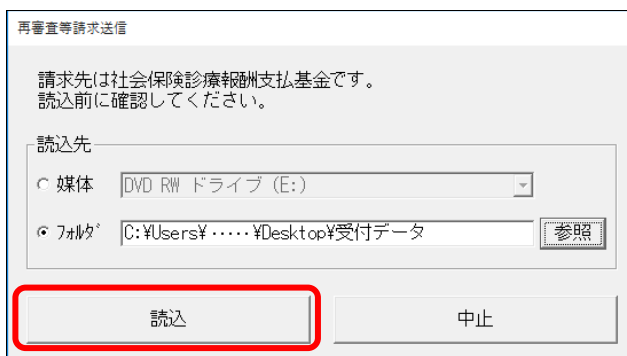 再審査等請求送信
請求先は社会保険診療報酬支払基金です。
読込前に確認してください。
読込先
媒体 DVD RW ドライブ (E:)
ﾌｫﾙﾀﾞ C:¥Users¥‥‥‥¥Desktop¥受付データ 参照
読込 中止